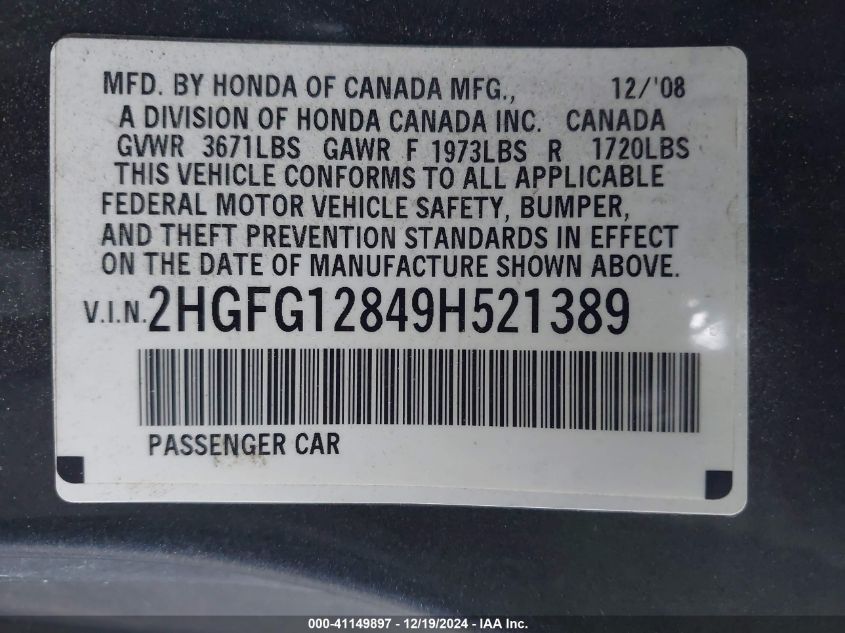 MFD. BY HONDA OF CANADA MFG., 12/'08
A DIVISION OF HONDA CANADA INC. CANADA
GVWR 3671LBS GAWR F 1973LBS R 1720LBS
THIS VEHICLE CONFORMS TO ALL APPLICABLE
FEDERAL MOTOR VEHICLE SAFETY, BUMPER,
AND THEFT PREVENTION STANDARDS IN EFFECT
ON THE DATE OF MANUFACTURE SHOWN ABOVE.
V.I.N. 2HGFG12849H521389
PASSENGER CAR
000-41149897 - 12/19/2024 - IAA Inc.